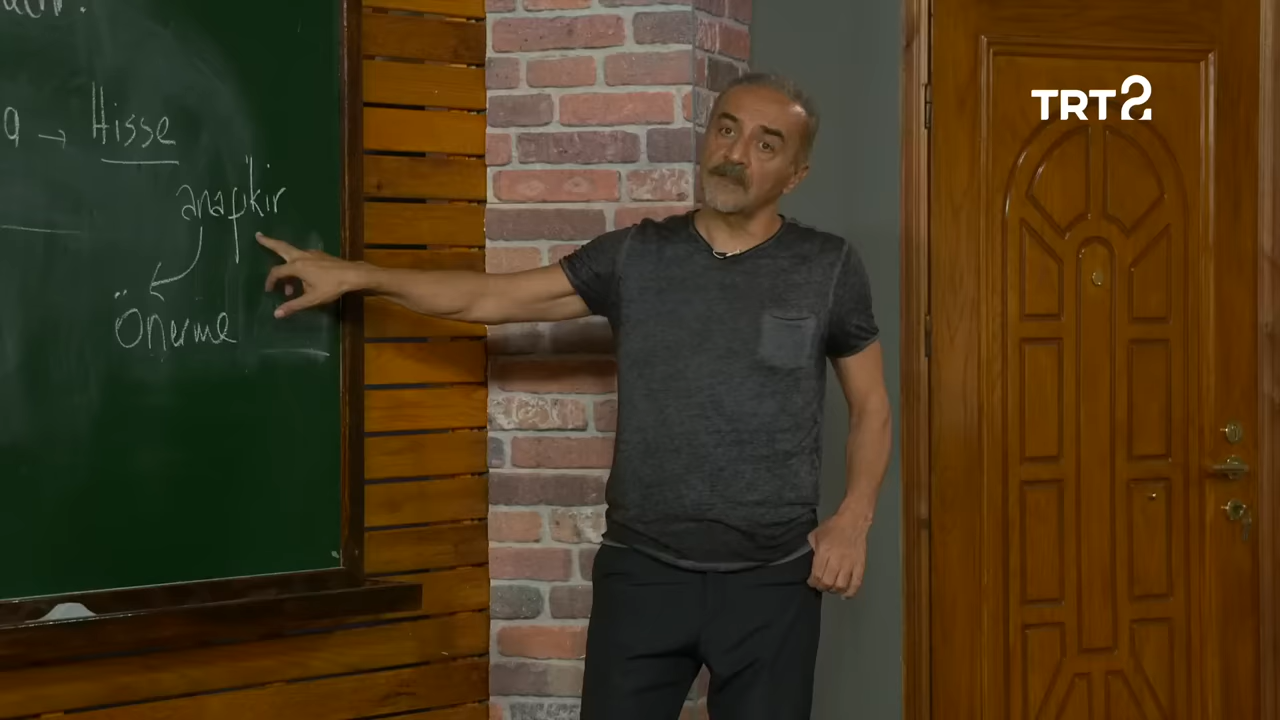 a → Hisse
anafikir
Önerme
TRT2